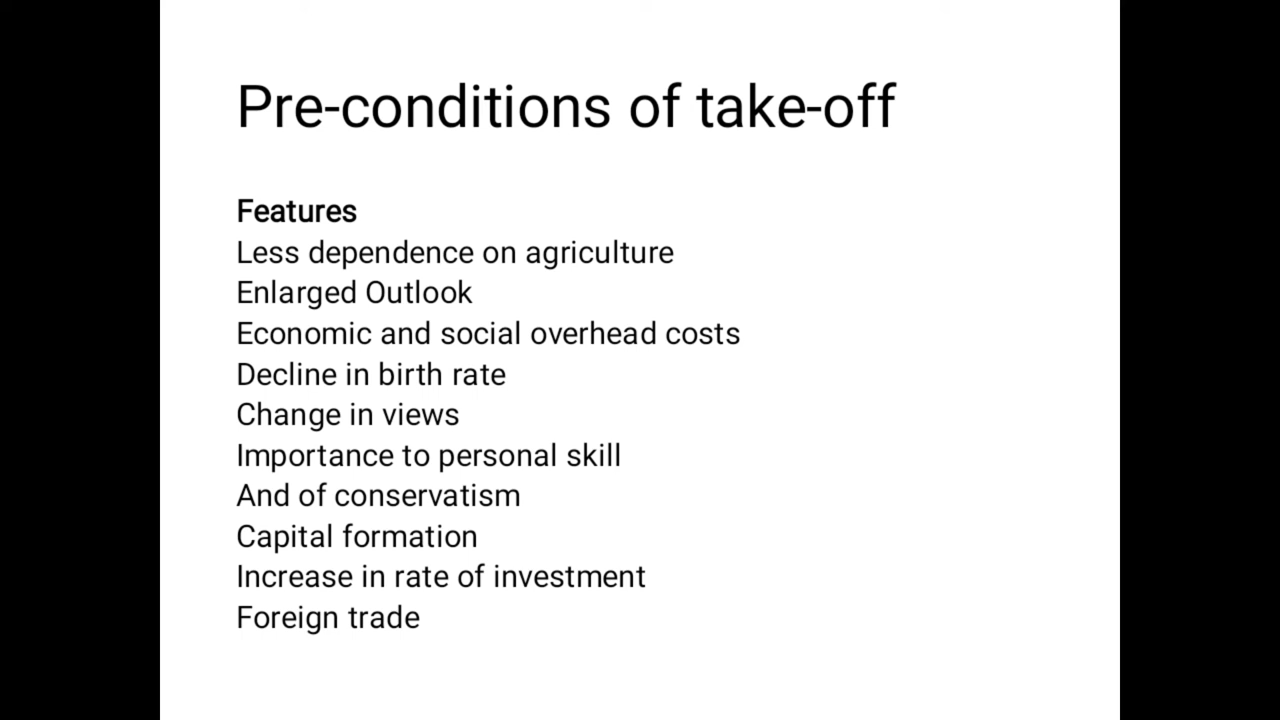 Pre-conditions of take-off
Features
Less dependence on agriculture
Enlarged Outlook
Economic and social overhead costs
Decline in birth rate
Change in views
Importance to personal skill
And of conservatism
Capital formation
Increase in rate of investment
Foreign trade